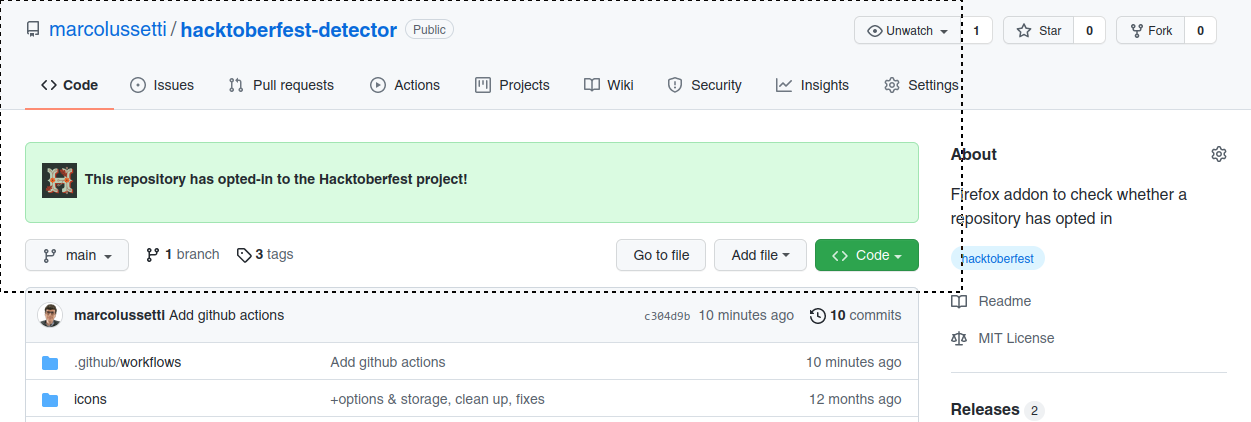 marcolussetti / hacktoberfest-detector Public
Unwatch 1 Star 0 Fork 0
Code Issues Pull requests Actions Projects Wiki Security Insights Settings
H This repository has opted-in to the Hacktoberfest project!
main 1 branch 3 tags Go to file Add file Code
marcolussetti Add github actions c304d9b 10 minutes ago 10 commits
.github/workflows Add github actions 10 minutes ago
icons +options & storage, clean up, fixes 12 months ago
About
Firefox addon to check whether a
repository has opted in
hacktoberfest
Readme
MIT License
Releases 2